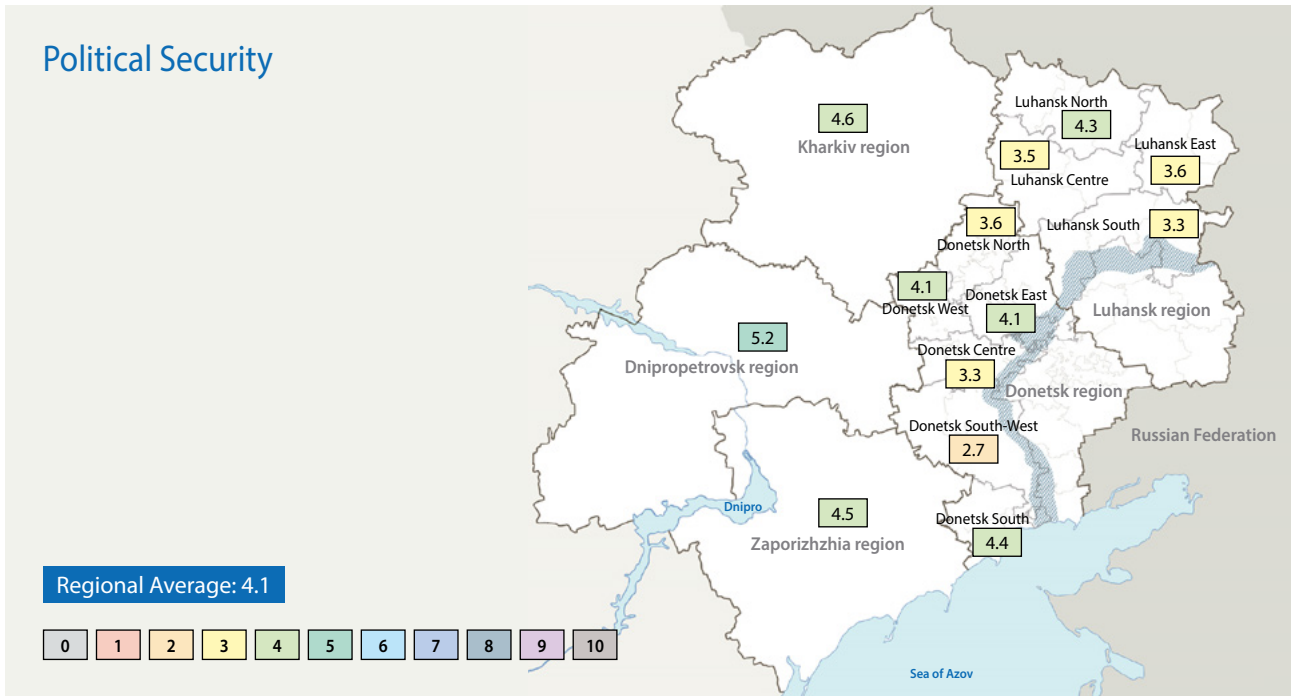 Political Security
Luhansk North
4.3
4.6
Kharkiv region
3.5
Luhansk Centre
Luhansk East
3.6
3.6
Donetsk North
Luhansk South
3.3
4.1
Donetsk West
Donetsk East
4.1
Luhansk region
5.2
Dnipropetrovsk region
Donetsk Centre
3.3
Donetsk region
Donetsk South-West
2.7
Russian Federation
Dnipro
4.5
Zaporizhzhia region
Donetsk South
4.4
Regional Average: 4.1
0 1 2 3 4 5 6 7 8 9 10
Sea of Azov